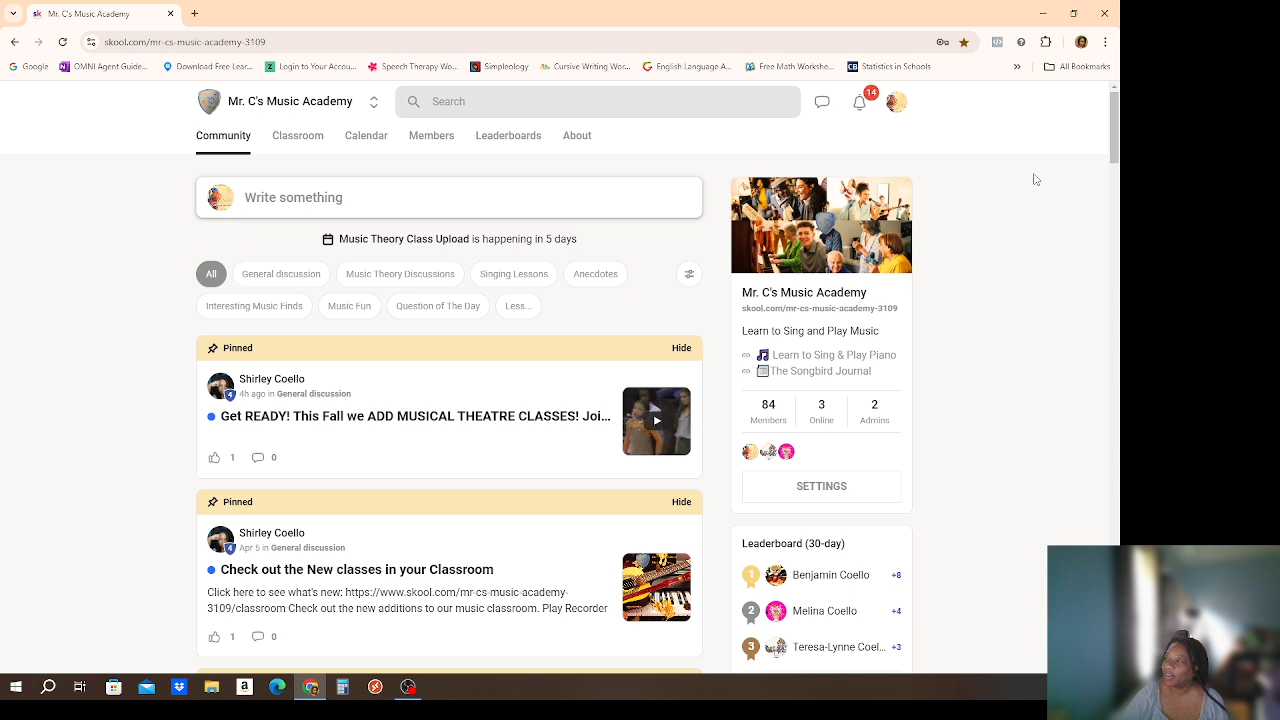 Mr. C's Music Academy
skool.com/mr-cs-music-academy-3109
Google
OMNI Agent Guide...
Download Free Larm...
Login to Your Accou...
Speech Therapy Wo...
Simpleology
Cursive Writing Wor...
English Language A...
Free Math Workshe...
Statistics in Schools
»
All Bookmarks
Mr. C's Music Academy
Search
14
Community
Classroom
Calendar
Members
Leaderboards
About
Write something
Music Theory Class Upload is happening in 5 days
All
General discussion
Music Theory Discussions
Singing Lessons
Anecdotes
Interesting Music Finds
Music Fun
Question of The Day
Less...
Pinned
Hide
Shirley Coello
4
4h ago in General discussion
Get READY! This Fall we ADD MUSICAL THEATRE CLASSES! Joi...
1
0
Pinned
Hide
Shirley Coello
4
Apr 5 in General discussion
Check out the New classes in your Classroom
Click here to see what's new: https://www.skool.com/mr-cs-music-academy-
3109/classroom Check out the new additions to our music classroom. Play Recorder
1
0
Mr. C's Music Academy
skool.com/mr-cs-music-academy-3109
Learn to Sing and Play Music
Learn to Sing & Play Piano
The Songbird Journal
84
3
2
Members
Online
Admins
SETTINGS
Leaderboard (30-day)
1
Benjamin Coello
+8
2
Melina Coello
+4
3
Teresa-Lynne Coel...
+3